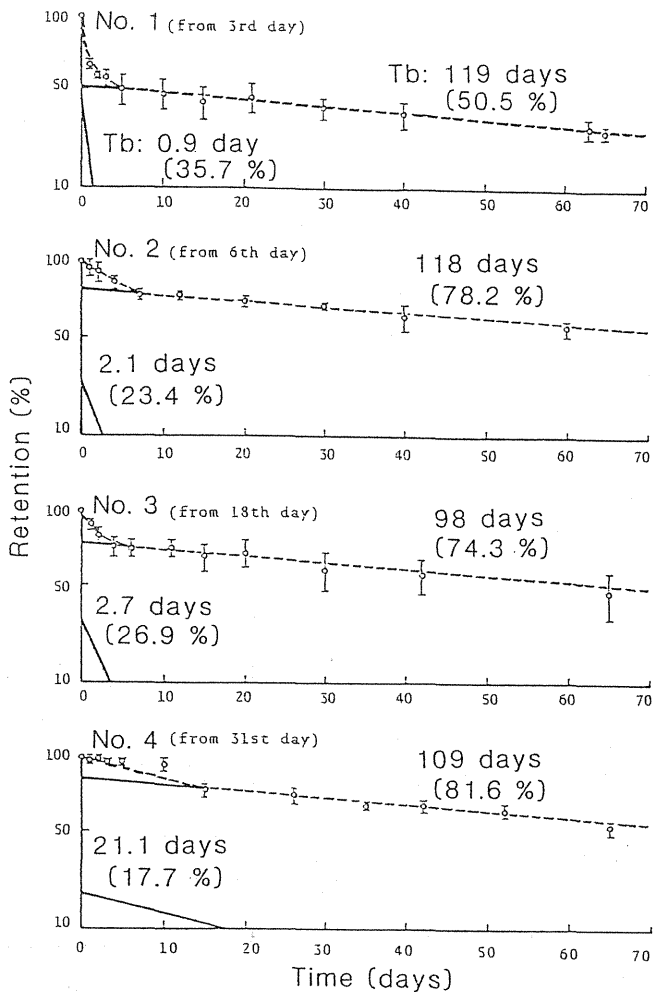 100
No. 1 (from 3rd day)
50
Tb: 119 days
(50.5 %)
Tb: 0.9 day
(35.7 %)
10
0 10 20 30 40 50 60 70
100
No. 2 (from 6th day)
118 days
(78.2 %)
50
2.1 days
(23.4 %)
10
0 10 20 30 40 50 60 70
Retention (%)
100
No. 3 (from 18th day)
98 days
(74.3 %)
50
2.7 days
(26.9 %)
10
0 10 20 30 40 50 60 70
100
No. 4 (from 31st day)
109 days
(81.6 %)
50
21.1 days
(17.7 %)
10
0 10 20 30 40 50 60 70
Time (days)